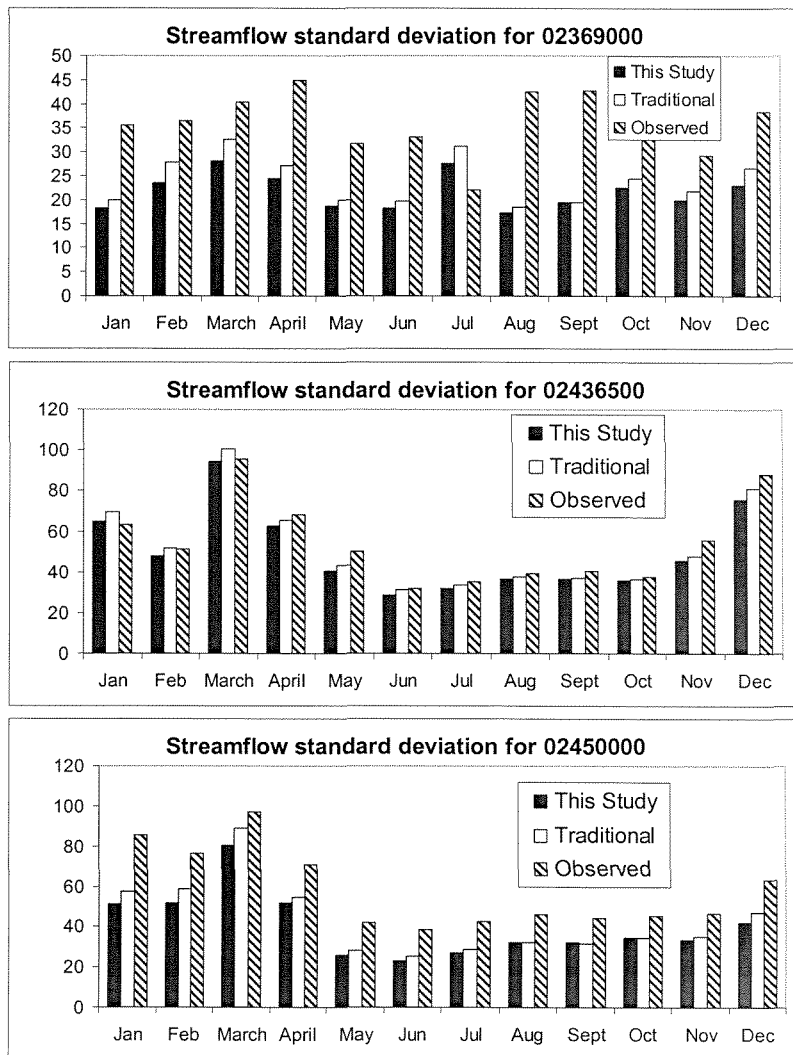 Streamflow standard deviation for 02369000
50
45
40
35
30
25
20
15
10
5
0
This Study
Traditional
Observed
Jan Feb March April May Jun Jul Aug Sept Oct Nov Dec
Streamflow standard deviation for 02436500
120
100
80
60
40
20
0
This Study
Traditional
Observed
Jan Feb March April May Jun Jul Aug Sept Oct Nov Dec
Streamflow standard deviation for 02450000
120
100
80
60
40
20
0
This Study
Traditional
Observed
Jan Feb March April May Jun Jul Aug Sept Oct Nov Dec